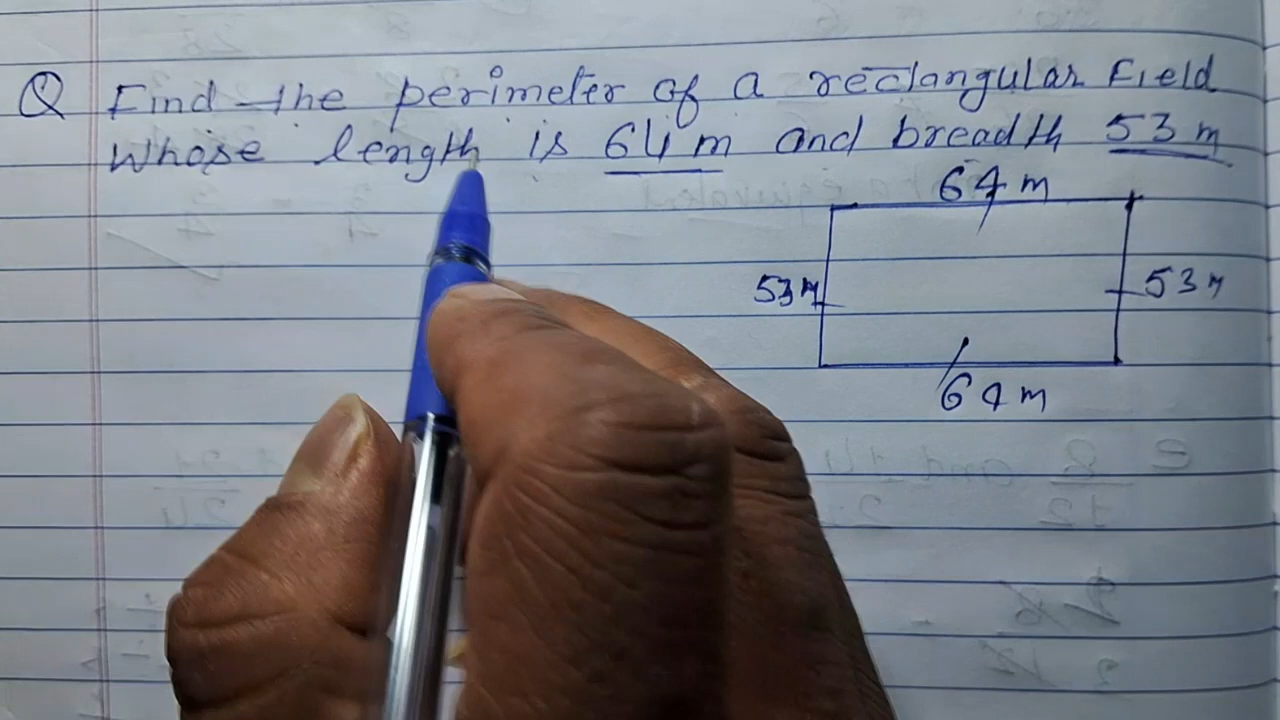 Q Find the perimeter of a rectangular Field
whose length is 64 m and breadth 53 m
64 m
53 m
53 m
64 m